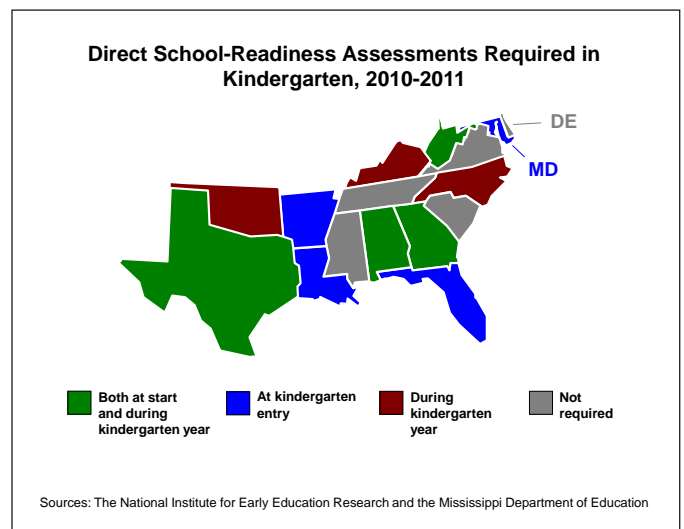 Direct School-Readiness Assessments Required in
Kindergarten, 2010-2011
DE
MD
Both at start
and during
kindergarten year
At kindergarten
entry
During
kindergarten
year
Not
required
Sources: The National Institute for Early Education Research and the Mississippi Department of Education